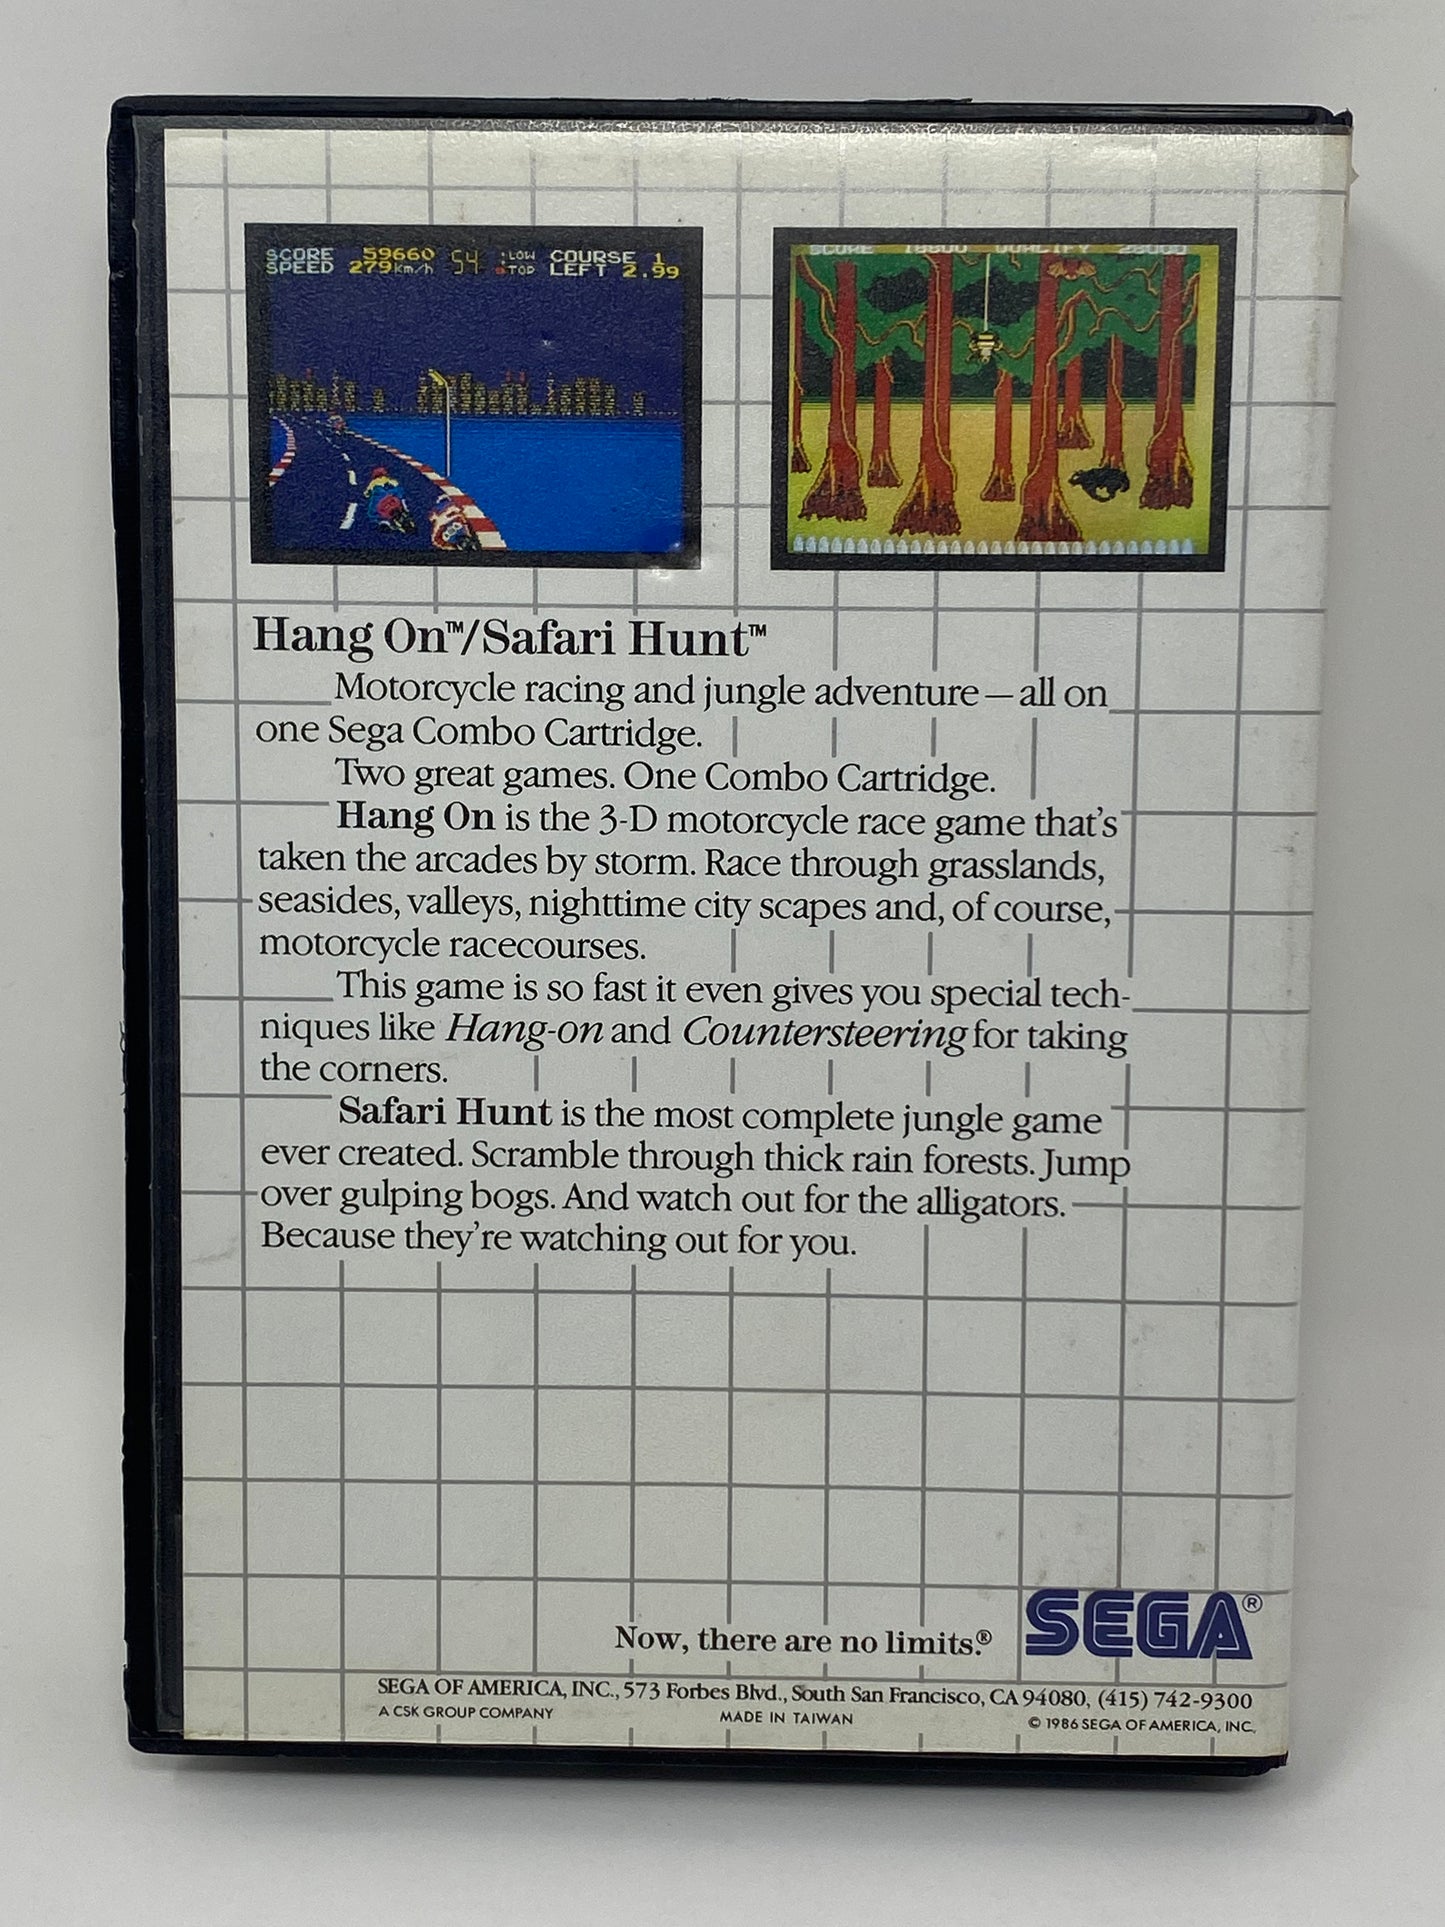 SCORE 59660 54 :LOW COURSE 1
SPEED 279km/h TOP LEFT 2.99
SCORE QUALIFY
Hang On™/Safari Hunt™
Motorcycle racing and jungle adventure—all on
one Sega Combo Cartridge.
Two great games. One Combo Cartridge.
Hang On is the 3-D motorcycle race game that's
taken the arcades by storm. Race through grasslands,
seasides, valleys, nighttime city scapes and, of course,
motorcycle racecourses.
This game is so fast it even gives you special tech-
niques like Hang-on and Countersteering for taking
the corners.
Safari Hunt is the most complete jungle game
ever created. Scramble through thick rain forests. Jump
over gulping bogs. And watch out for the alligators.
Because they're watching out for you.
Now, there are no limits.® SEGA®
SEGA OF AMERICA, INC., 573 Forbes Blvd., South San Francisco, CA 94080, (415) 742-9300
A CSK GROUP COMPANY MADE IN TAIWAN © 1986 SEGA OF AMERICA, INC.